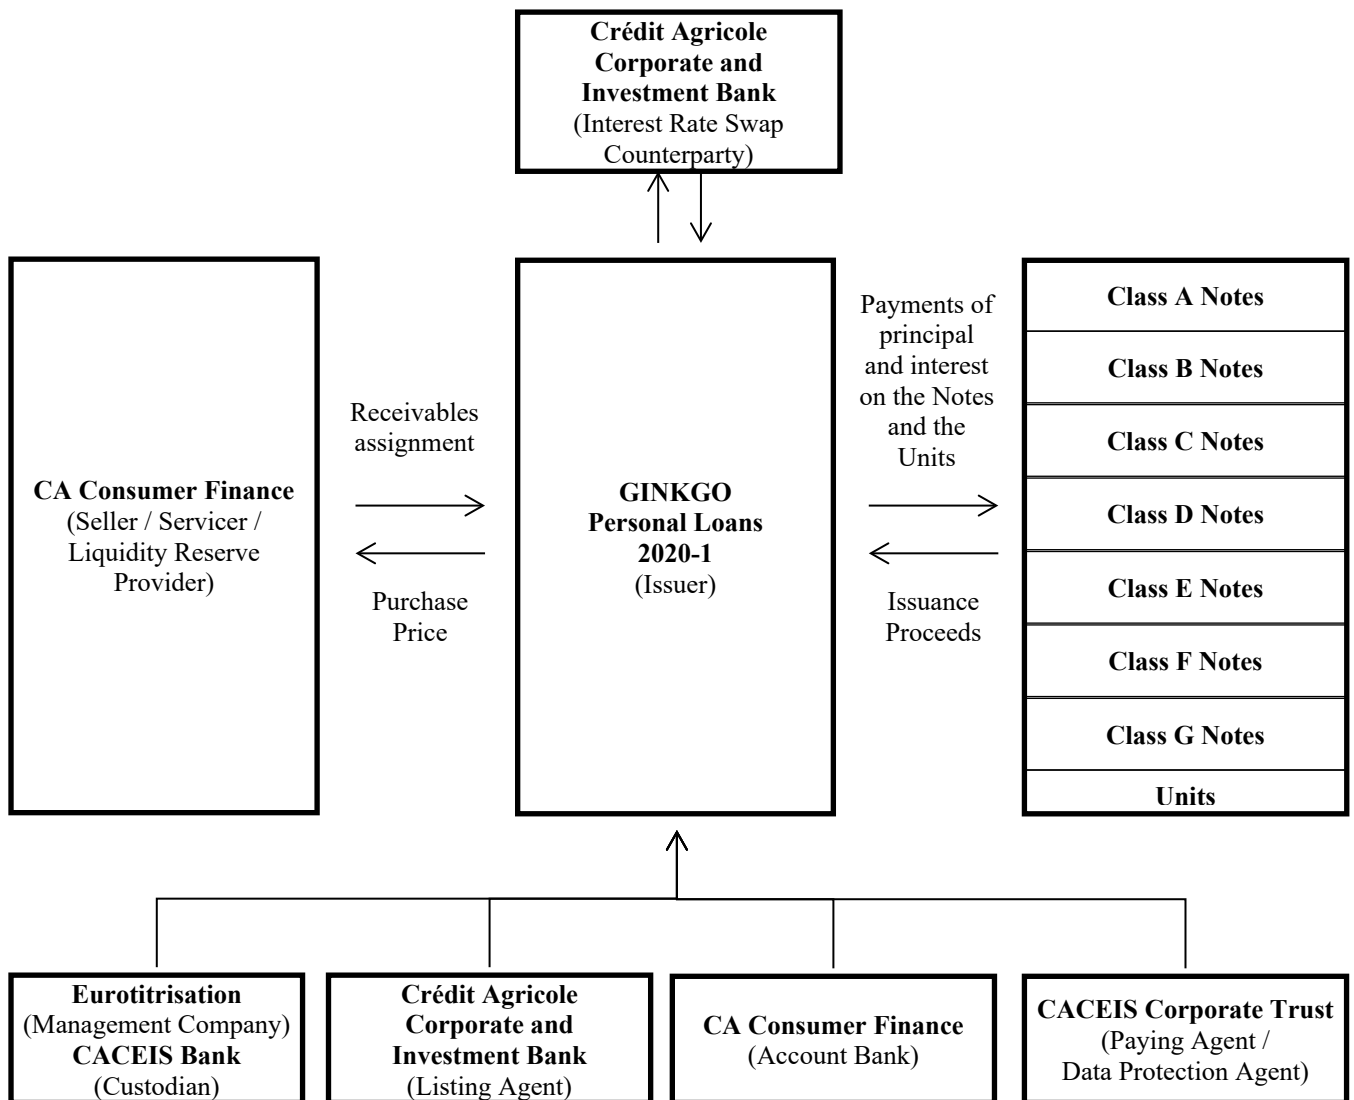 Crédit Agricole
Corporate and
Investment Bank
(Interest Rate Swap
Counterparty)
CA Consumer Finance
(Seller / Servicer /
Liquidity Reserve
Provider)
Receivables
assignment
Purchase
Price
GINKGO
Personal Loans
2020-1
(Issuer)
Payments of
principal
and interest
on the Notes
and the
Units
Issuance
Proceeds
Class A Notes
Class B Notes
Class C Notes
Class D Notes
Class E Notes
Class F Notes
Class G Notes
Units
Eurotitrisation
(Management Company)
CACEIS Bank
(Custodian)
Crédit Agricole
Corporate and
Investment Bank
(Listing Agent)
CA Consumer Finance
(Account Bank)
CACEIS Corporate Trust
(Paying Agent /
Data Protection Agent)